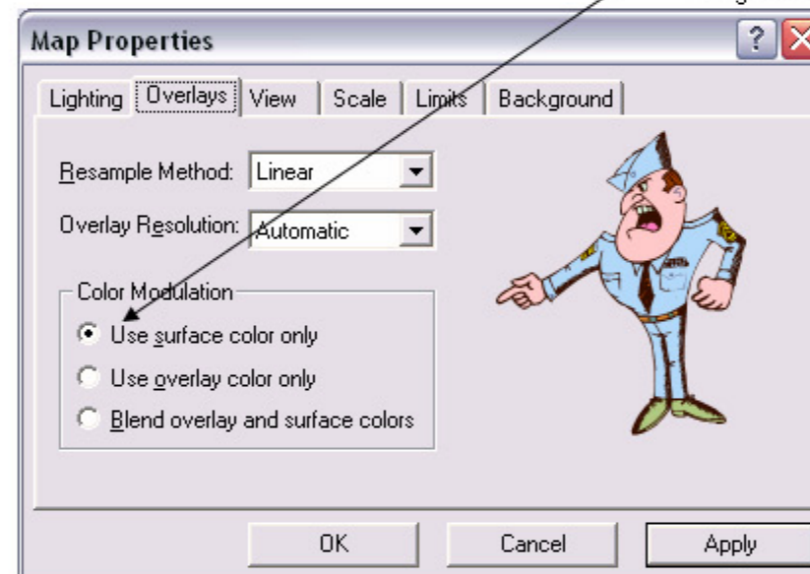 Map Properties
Lighting Overlays View Scale Limits Background
Resample Method: Linear
Overlay Resolution: Automatic
Color Modulation
Use surface color only
Use overlay color only
Blend overlay and surface colors
OK Cancel Apply